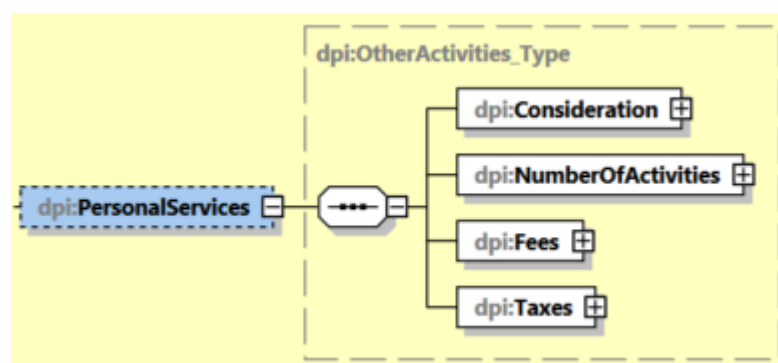 dpi:OtherActivities_Type
dpi:Consideration
dpi:NumberOfActivities
dpi:PersonalServices
dpi:Fees
dpi:Taxes